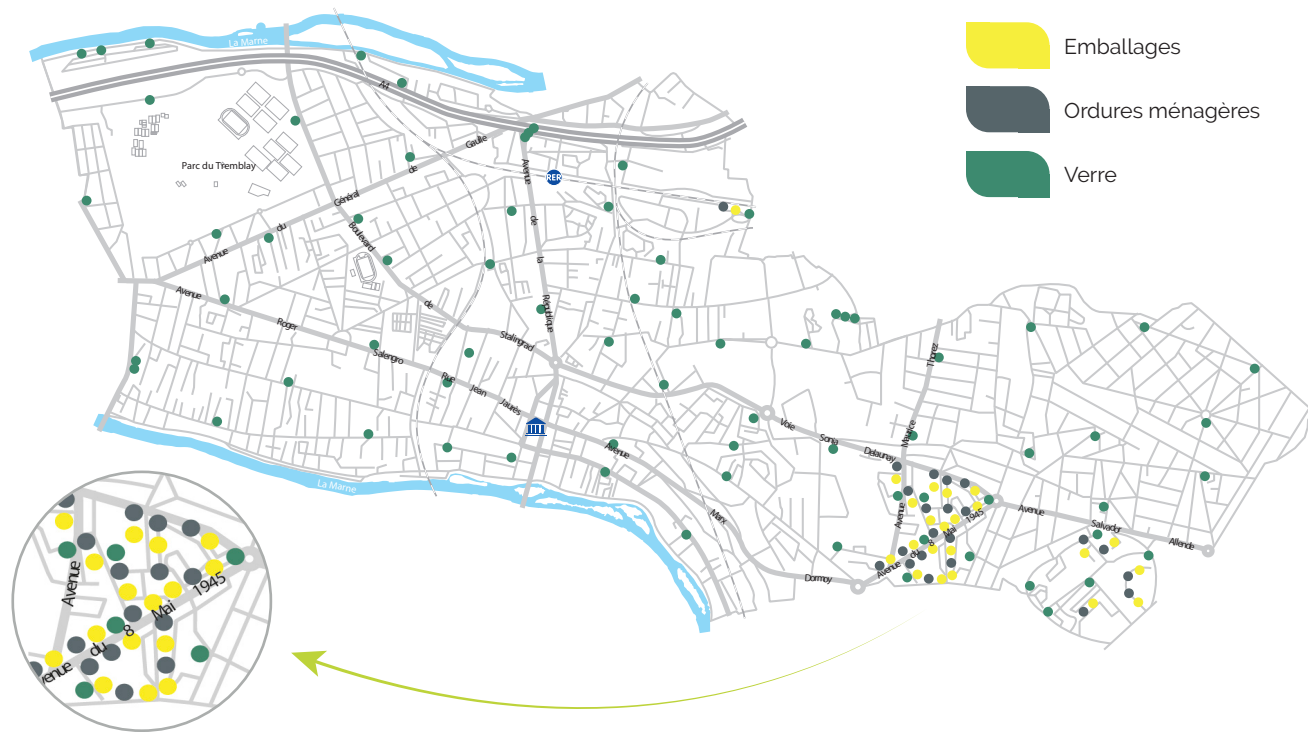 Emballages
Ordures ménagères
Verre
La Marne
A4
Parc du Tremblay
Avenue du Général de Gaulle
RER
Avenue de la République
Boulevard de Stalingrad
Avenue Roger Salengro
Rue Jean Jaurès
Avenue
Marx
Dormoy
La Marne
Voie Sonia Delaunay
Avenue Maurice Thorez
Avenue du 8 Mai 1945
Avenue Salvador Allende
Avenue
venue du 8 Mai 1945